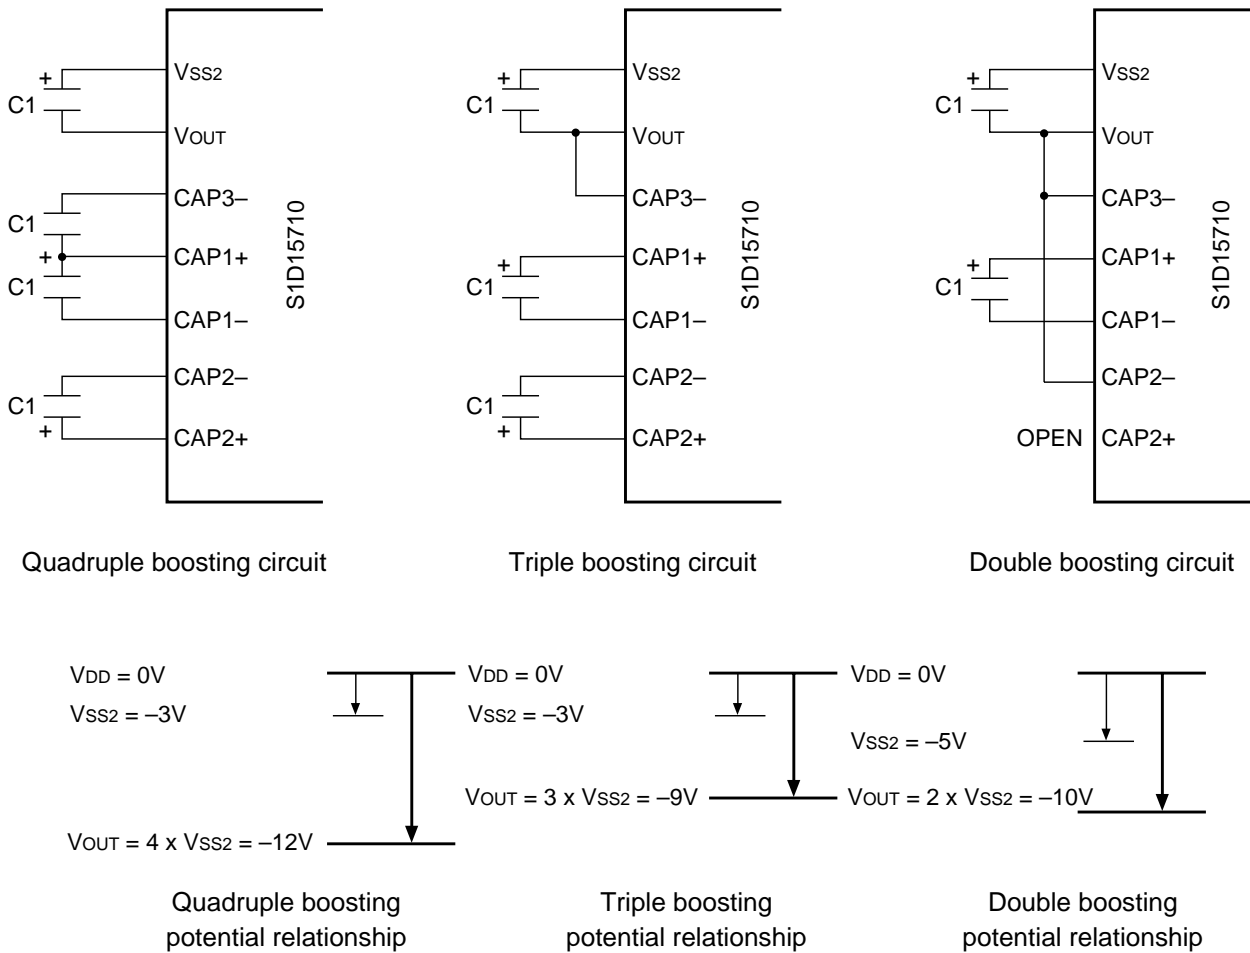 +
C1
VSS2
VOUT
C1
CAP3–
+
CAP1+
C1
CAP1–
CAP2–
C1
+
CAP2+
S1D15710
Quadruple boosting circuit
+
C1
VSS2
VOUT
CAP3–
+
CAP1+
C1
CAP1–
CAP2–
C1
+
CAP2+
S1D15710
Triple boosting circuit
+
C1
VSS2
VOUT
CAP3–
+
CAP1+
C1
CAP1–
CAP2–
OPEN CAP2+
S1D15710
Double boosting circuit
VDD = 0V
VSS2 = –3V
VOUT = 4 x VSS2 = –12V
Quadruple boosting
potential relationship
VDD = 0V
VSS2 = –3V
VOUT = 3 x VSS2 = –9V
Triple boosting
potential relationship
VDD = 0V
VSS2 = –5V
VOUT = 2 x VSS2 = –10V
Double boosting
potential relationship